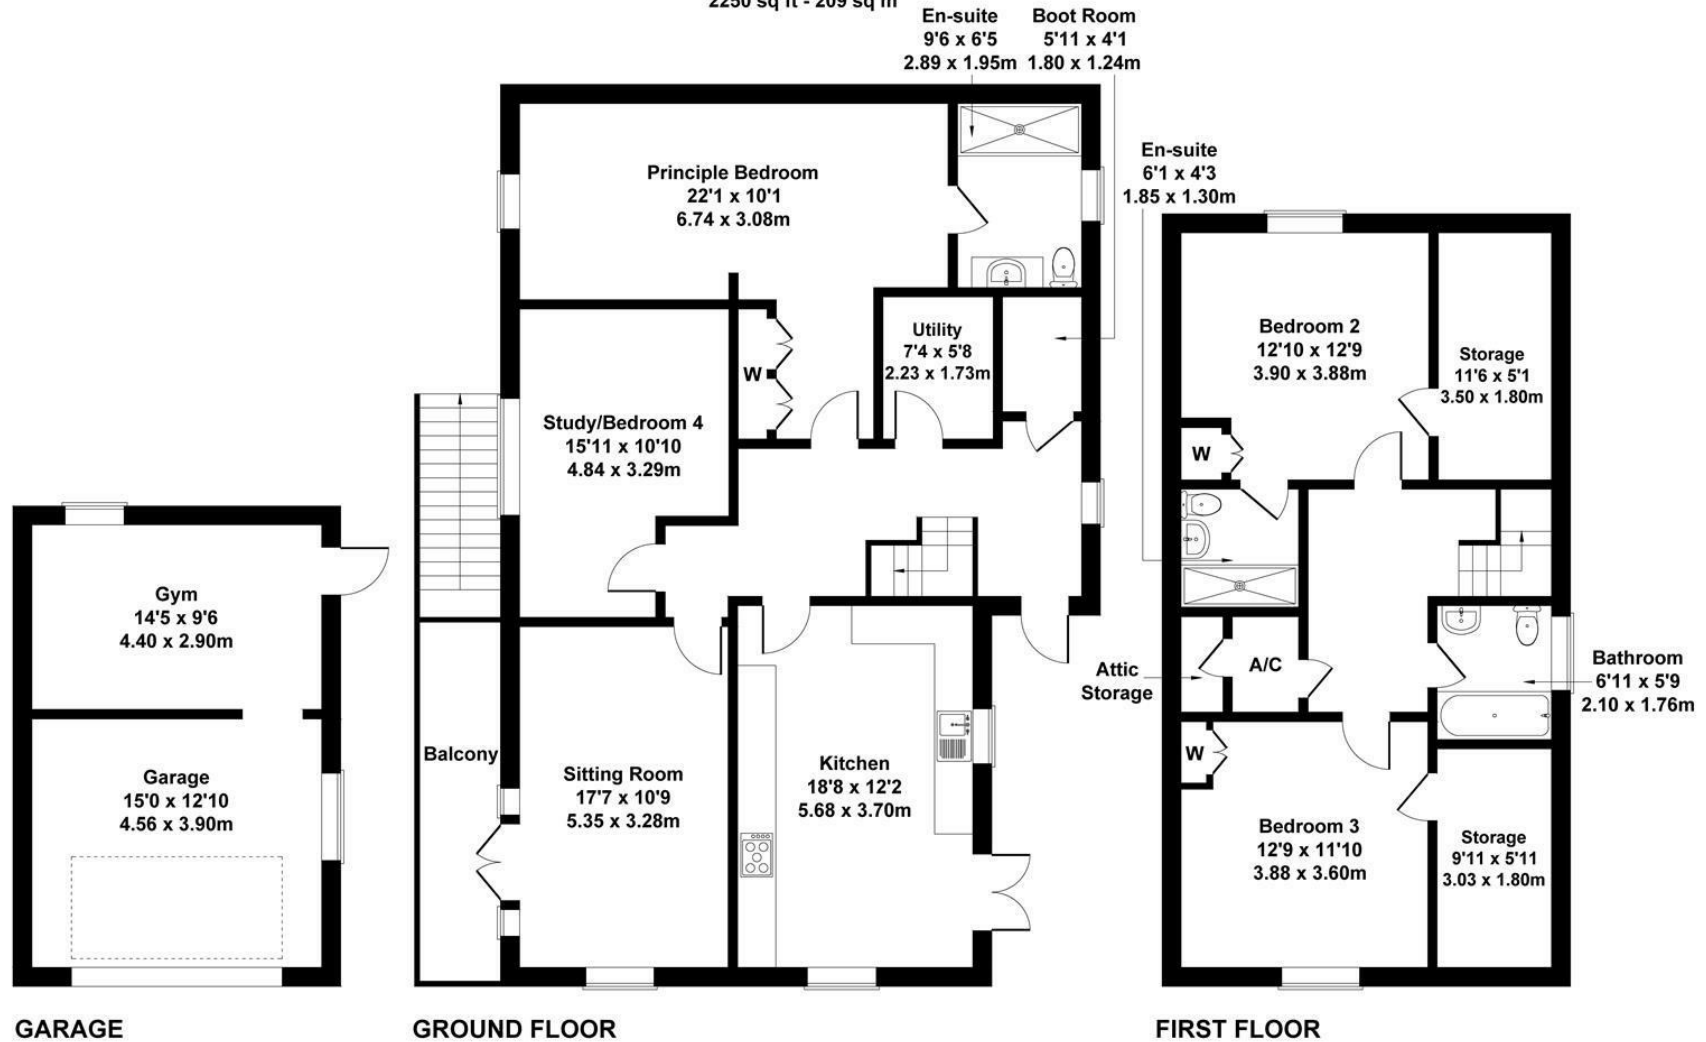 2250 sq ft - 209 sq m
En-suite
9'6 x 6'5
2.89 x 1.95m
Boot Room
5'11 x 4'1
1.80 x 1.24m
Principle Bedroom
22'1 x 10'1
6.74 x 3.08m
En-suite
6'1 x 4'3
1.85 x 1.30m
Utility
7'4 x 5'8
2.23 x 1.73m
W
Study/Bedroom 4
15'11 x 10'10
4.84 x 3.29m
Bedroom 2
12'10 x 12'9
3.90 x 3.88m
Storage
11'6 x 5'1
3.50 x 1.80m
W
Gym
14'5 x 9'6
4.40 x 2.90m
Attic
Storage
A/C
Bathroom
6'11 x 5'9
2.10 x 1.76m
Balcony
Sitting Room
17'7 x 10'9
5.35 x 3.28m
Kitchen
18'8 x 12'2
5.68 x 3.70m
W
Garage
15'0 x 12'10
4.56 x 3.90m
Bedroom 3
12'9 x 11'10
3.88 x 3.60m
Storage
9'11 x 5'11
3.03 x 1.80m
GARAGE
GROUND FLOOR
FIRST FLOOR